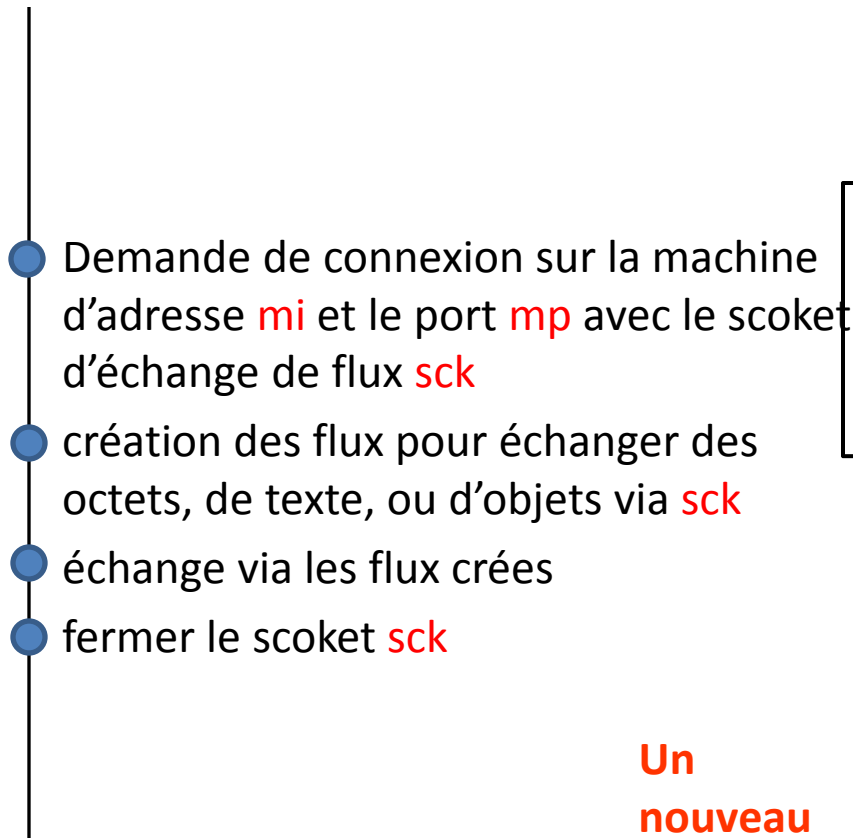 Demande de connexion sur la machine
d’adresse mi et le port mp avec le scoket
d’échange de flux sck
création des flux pour échanger des
octets, de texte, ou d’objets via sck
échange via les flux crées
fermer le scoket sck
Un
nouveau